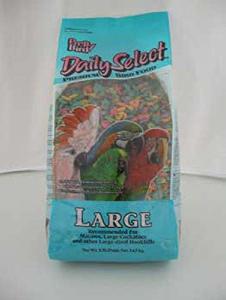 Pretty
Bird
Daily Select
PREMIUM BIRD FOOD
LARGE
Recommended For
Macaws, Large Cockatoos
and other Large-sized Hookbills